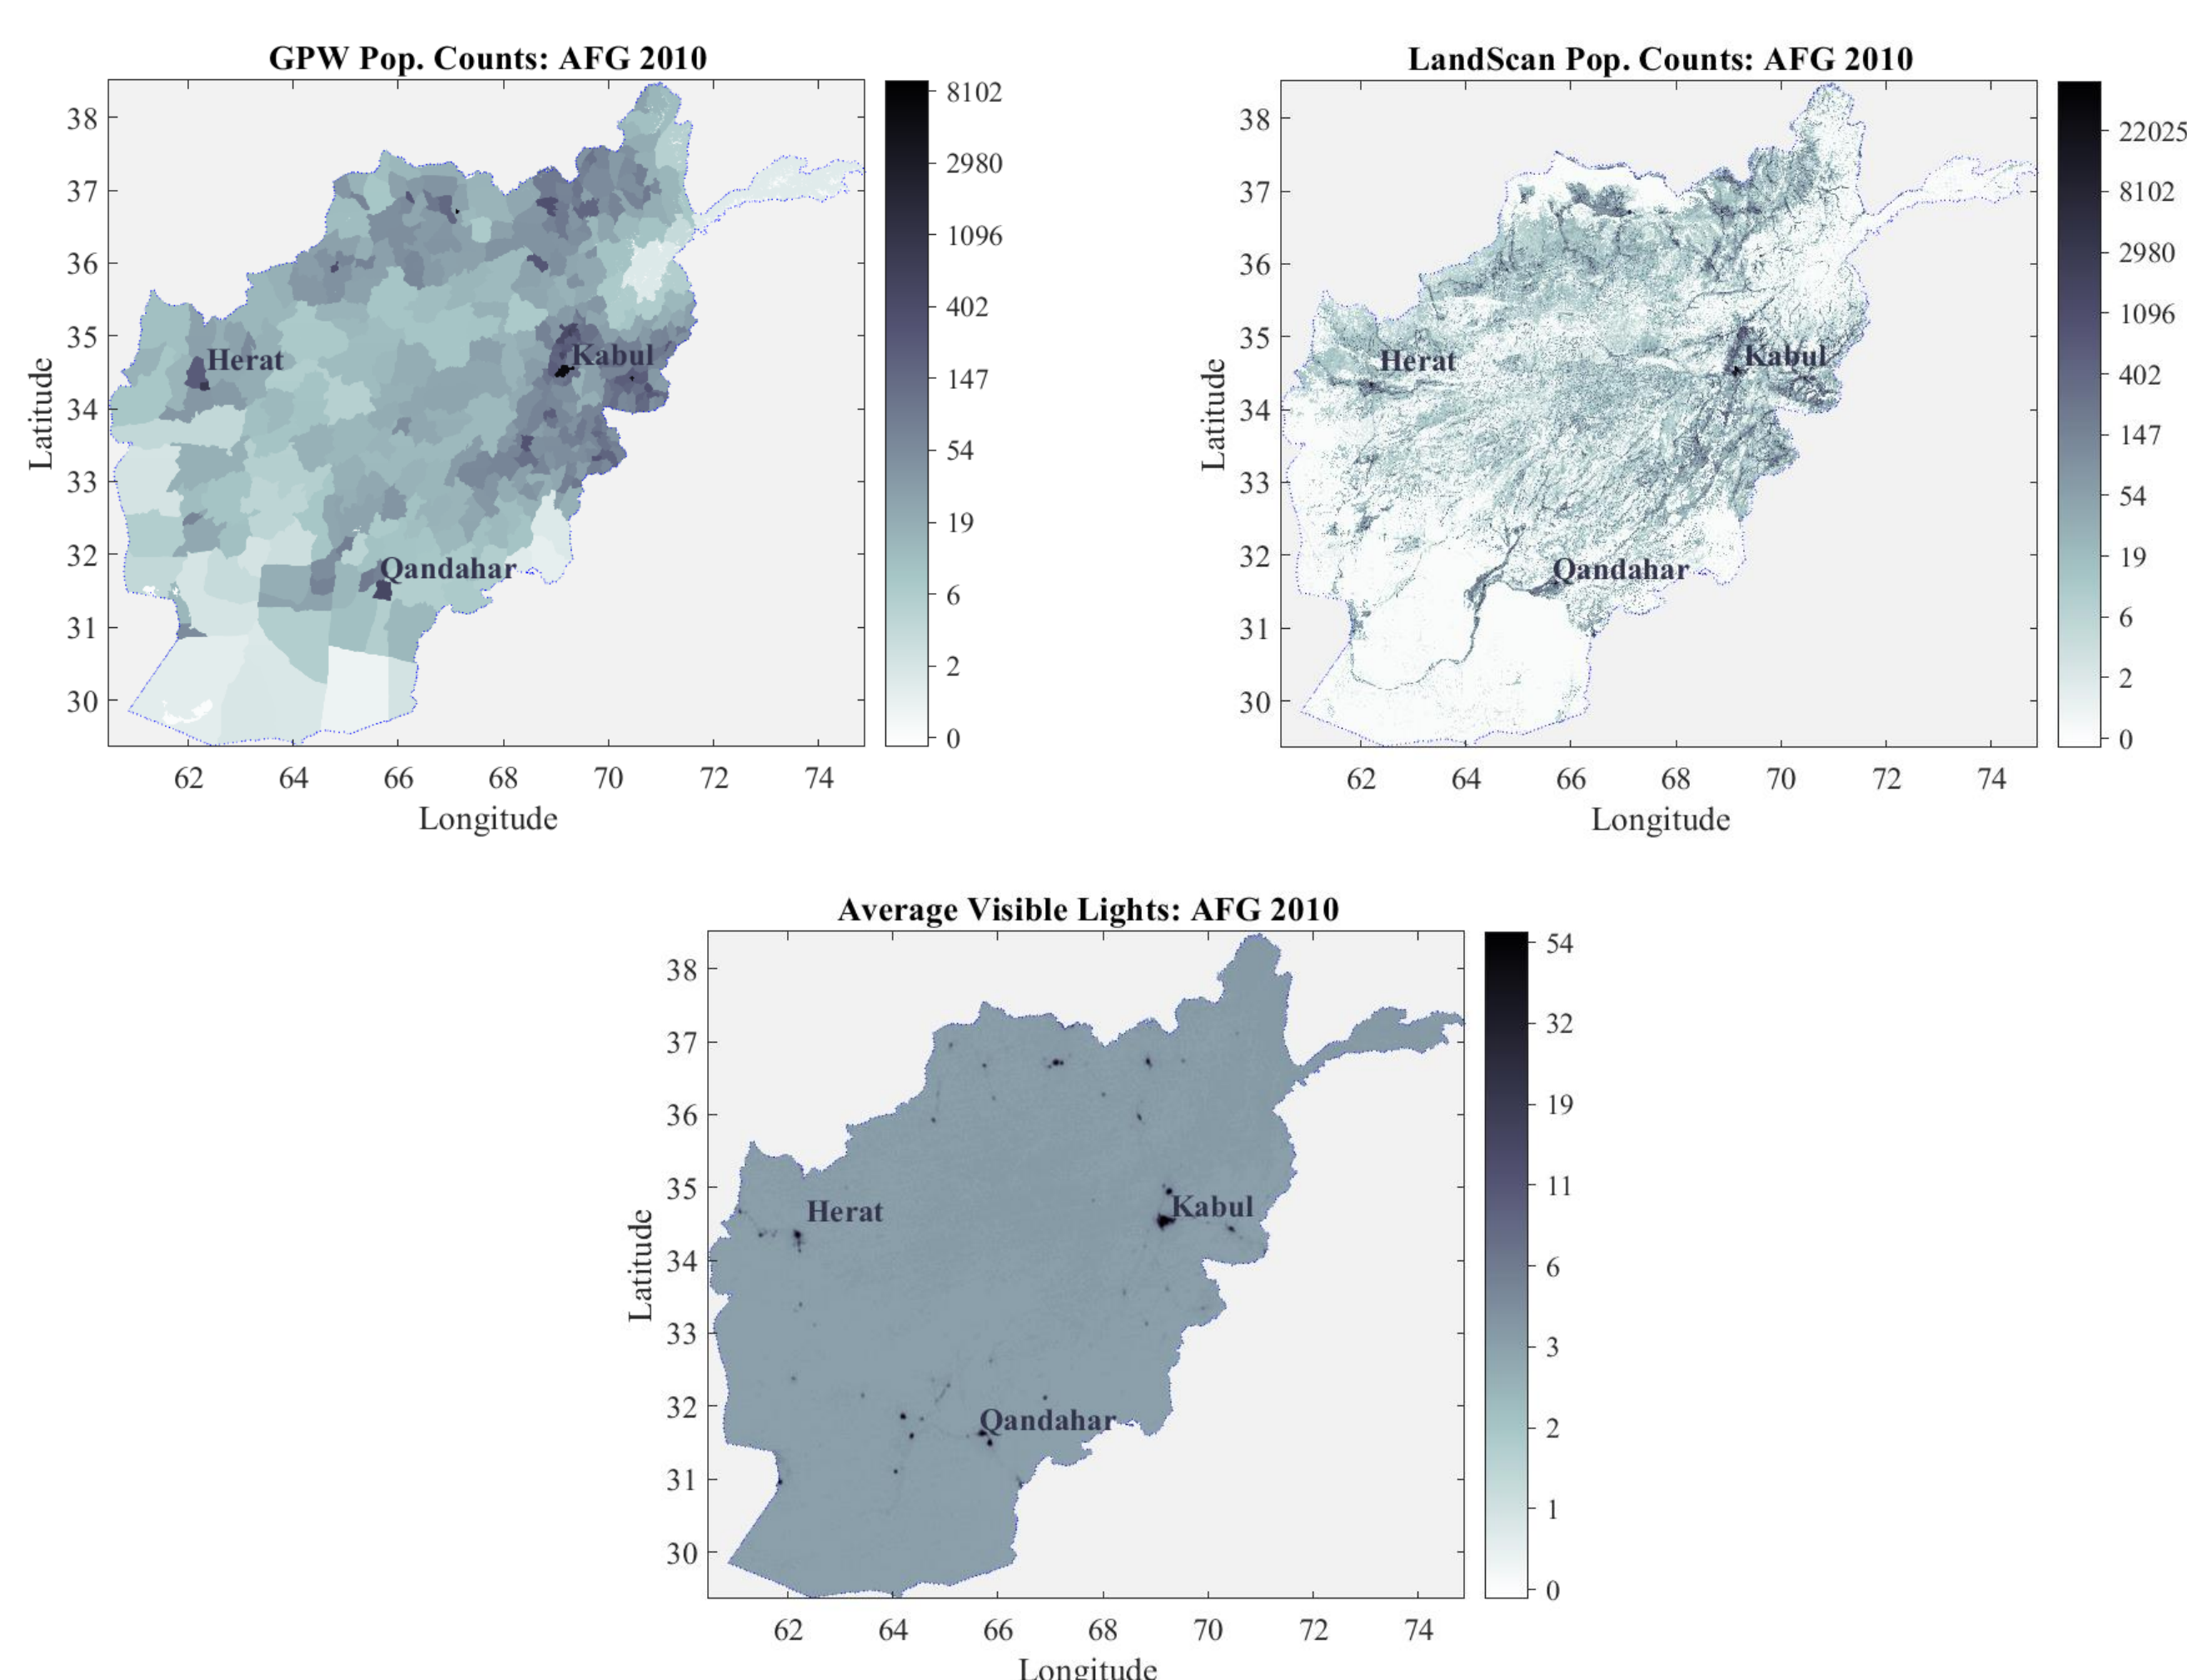 GPW Pop. Counts: AFG 2010
38
37
36
35
34
33
32
31
30
Latitude
Herat
Kabul
Qandahar
62 64 66 68 70 72 74
Longitude
8102
2980
1096
402
147
54
19
6
2
0
LandScan Pop. Counts: AFG 2010
38
37
36
35
34
33
32
31
30
Latitude
Herat
Kabul
Qandahar
62 64 66 68 70 72 74
Longitude
22025
8102
2980
1096
402
147
54
19
6
2
0
Average Visible Lights: AFG 2010
38
37
36
35
34
33
32
31
30
Latitude
Herat
Kabul
Qandahar
62 64 66 68 70 72 74
Longitude
54
32
19
11
6
3
2
1
0